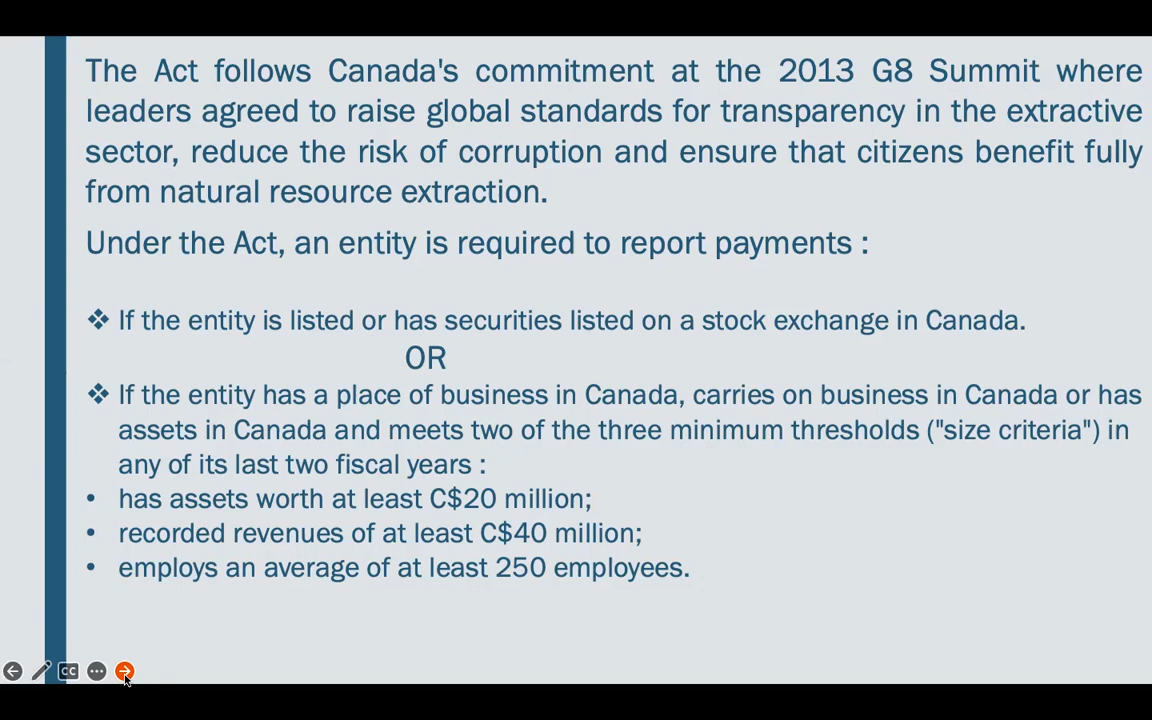 The Act follows Canada's commitment at the 2013 G8 Summit where
leaders agreed to raise global standards for transparency in the extractive
sector, reduce the risk of corruption and ensure that citizens benefit fully
from natural resource extraction.
Under the Act, an entity is required to report payments :
❖ If the entity is listed or has securities listed on a stock exchange in Canada.
OR
❖ If the entity has a place of business in Canada, carries on business in Canada or has
assets in Canada and meets two of the three minimum thresholds ("size criteria") in
any of its last two fiscal years :
• has assets worth at least C$20 million;
• recorded revenues of at least C$40 million;
• employs an average of at least 250 employees.
CC